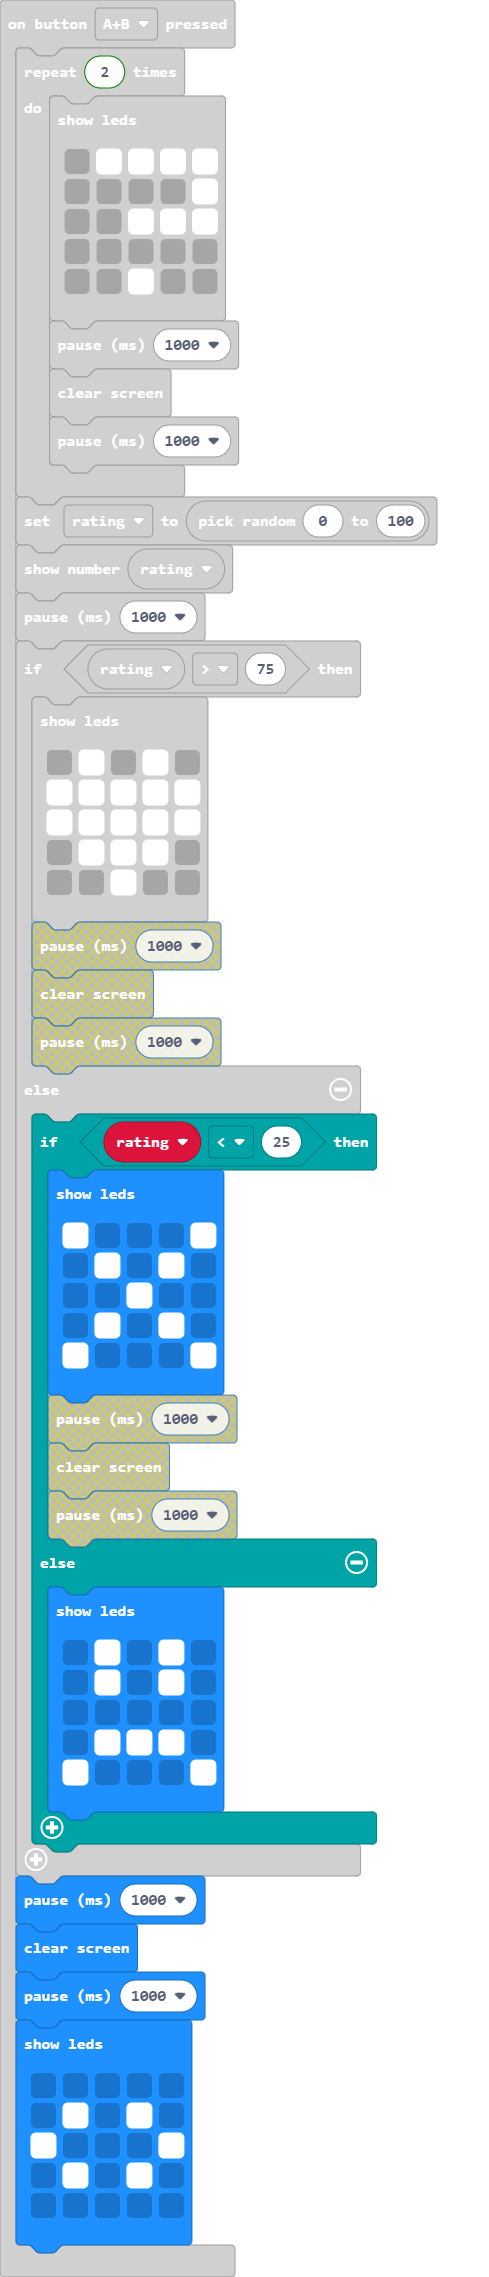 on button A+B pressed
repeat 2 times
do
show leds
pause (ms) 1000
clear screen
pause (ms) 1000
set rating to pick random 0 to 100
show number rating
pause (ms) 1000
if rating > 75 then
show leds
pause (ms) 1000
clear screen
pause (ms) 1000
else
if rating < 25 then
show leds
pause (ms) 1000
clear screen
pause (ms) 1000
else
show leds
pause (ms) 1000
clear screen
pause (ms) 1000
show leds